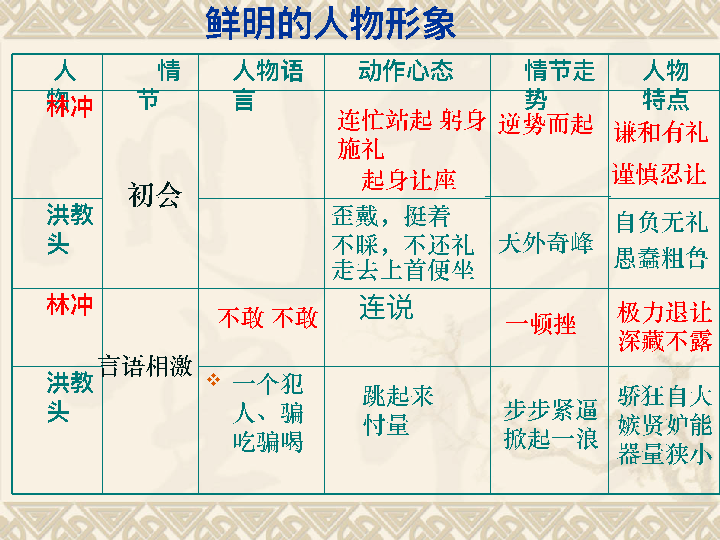 鲜明的人物形象
人物
情节
人物语言
动作心态
情节走势
人物特点
林冲
初会
连忙站起 躬身
施礼
起身让座
逆势而起
谦和有礼
谨慎忍让
洪教头
歪戴，挺着
不睬，不还礼
走去上首便坐
天外奇峰
自负无礼
愚蠢粗鲁
林冲
言语相激
不敢 不敢
连说
一顿挫
极力退让
深藏不露
洪教头
一个犯
人、骗
吃骗喝
跳起来
忖量
步步紧逼
掀起一浪
骄狂自大
嫉贤妒能
器量狭小